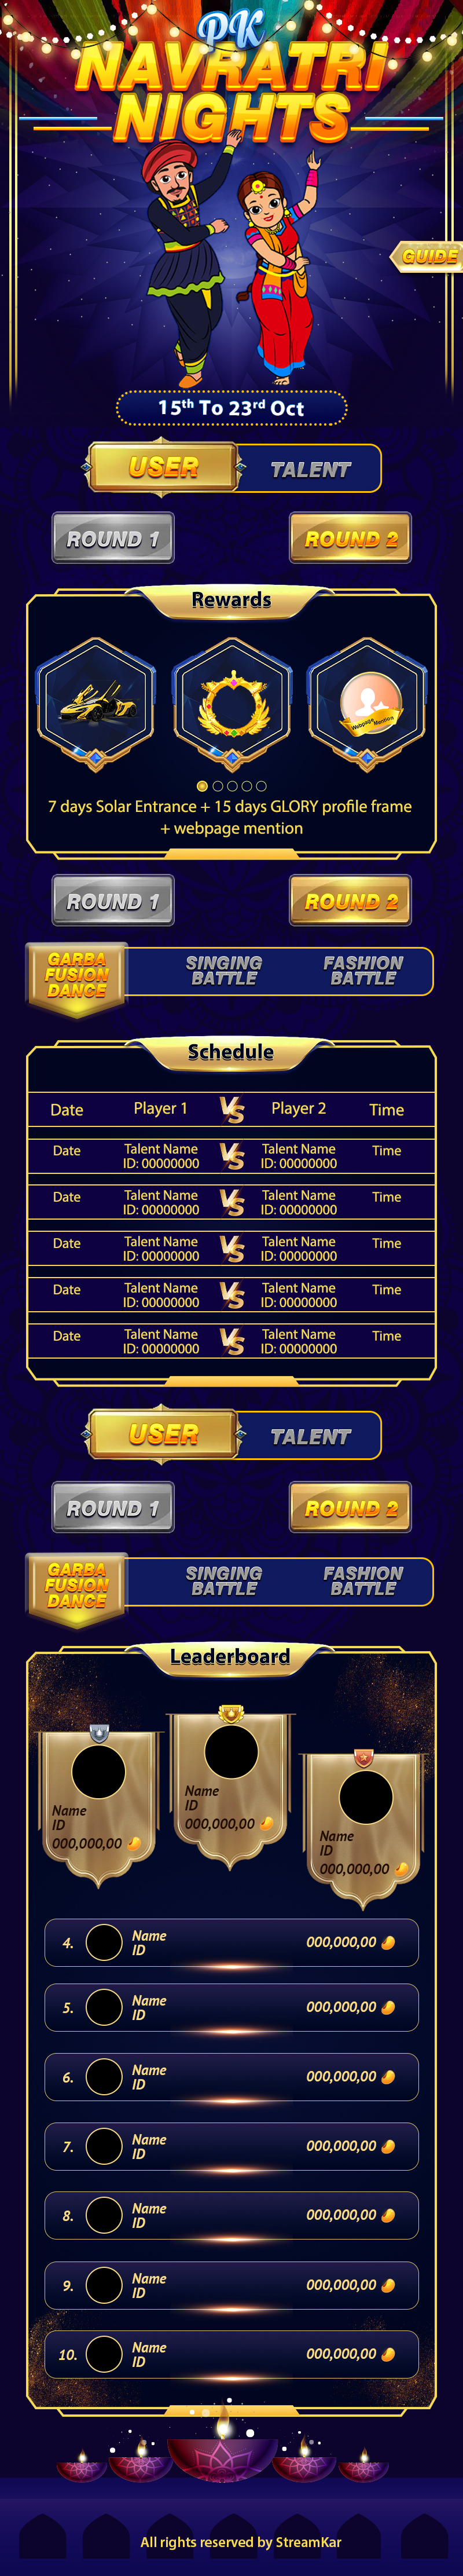 PK
NAVRATRI
NIGHTS
GUIDE
15th To 23rd Oct
USER TALENT
ROUND 1 ROUND 2
Rewards
Webpage Mention
7 days Solar Entrance + 15 days GLORY profile frame
+ webpage mention
ROUND 1 ROUND 2
GARBA
FUSION
DANCE
SINGING
BATTLE
FASHION
BATTLE
Schedule
Date Player 1 VS Player 2 Time
Date Talent Name VS Talent Name Time
ID: 00000000 ID: 00000000
Date Talent Name VS Talent Name Time
ID: 00000000 ID: 00000000
Date Talent Name VS Talent Name Time
ID: 00000000 ID: 00000000
Date Talent Name VS Talent Name Time
ID: 00000000 ID: 00000000
Date Talent Name VS Talent Name Time
ID: 00000000 ID: 00000000
USER TALENT
ROUND 1 ROUND 2
GARBA
FUSION
DANCE
SINGING
BATTLE
FASHION
BATTLE
Leaderboard
Name
ID
000,000,00
Name
ID
000,000,00
Name
ID
000,000,00
4. Name 000,000,00
ID
5. Name 000,000,00
ID
6. Name 000,000,00
ID
7. Name 000,000,00
ID
8. Name 000,000,00
ID
9. Name 000,000,00
ID
10. Name 000,000,00
ID
All rights reserved by StreamKar